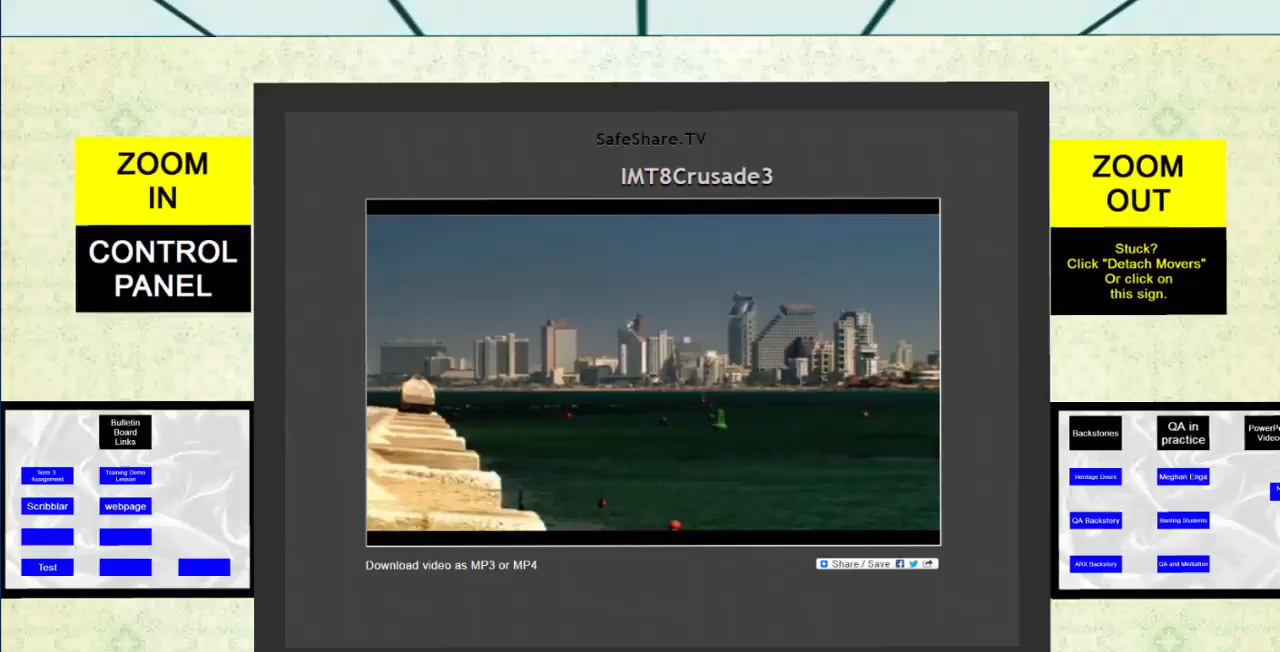 SafeShare.TV
IMT8Crusade3
ZOOM
IN
CONTROL
PANEL
ZOOM
OUT
Stuck?
Click "Detach Movers"
Or click on
this sign.
Bulletin
Board
Links
Term 3
Assignment
Training Demo
Lesson
Scribblar
webpage
Test
Download video as MP3 or MP4
Share / Save
Backstories
QA in
practice
Heritage Doors
Meghan Enga
QA Backstory
Banting Students
ARX Backstory
QA and Mediation